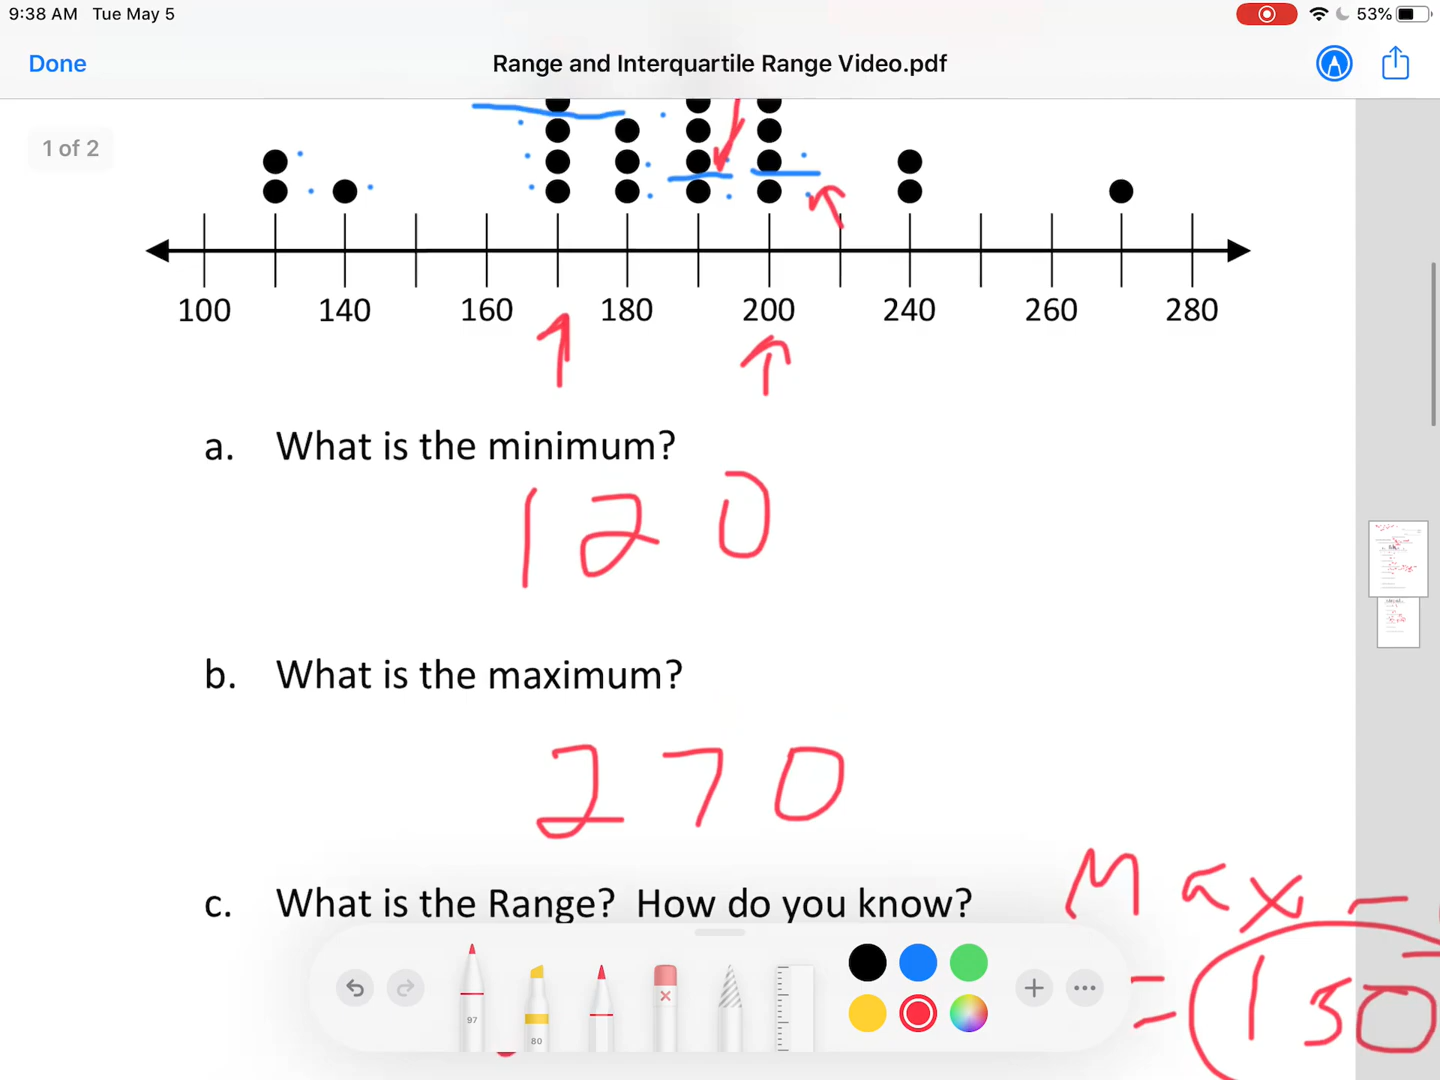 9:38 AM Tue May 5 53%
Done Range and Interquartile Range Video.pdf
1 of 2
100 140 160 180 200 240 260 280
a. What is the minimum?
120
b. What is the maximum?
270
c. What is the Range? How do you know? Max -
= 150
97
80